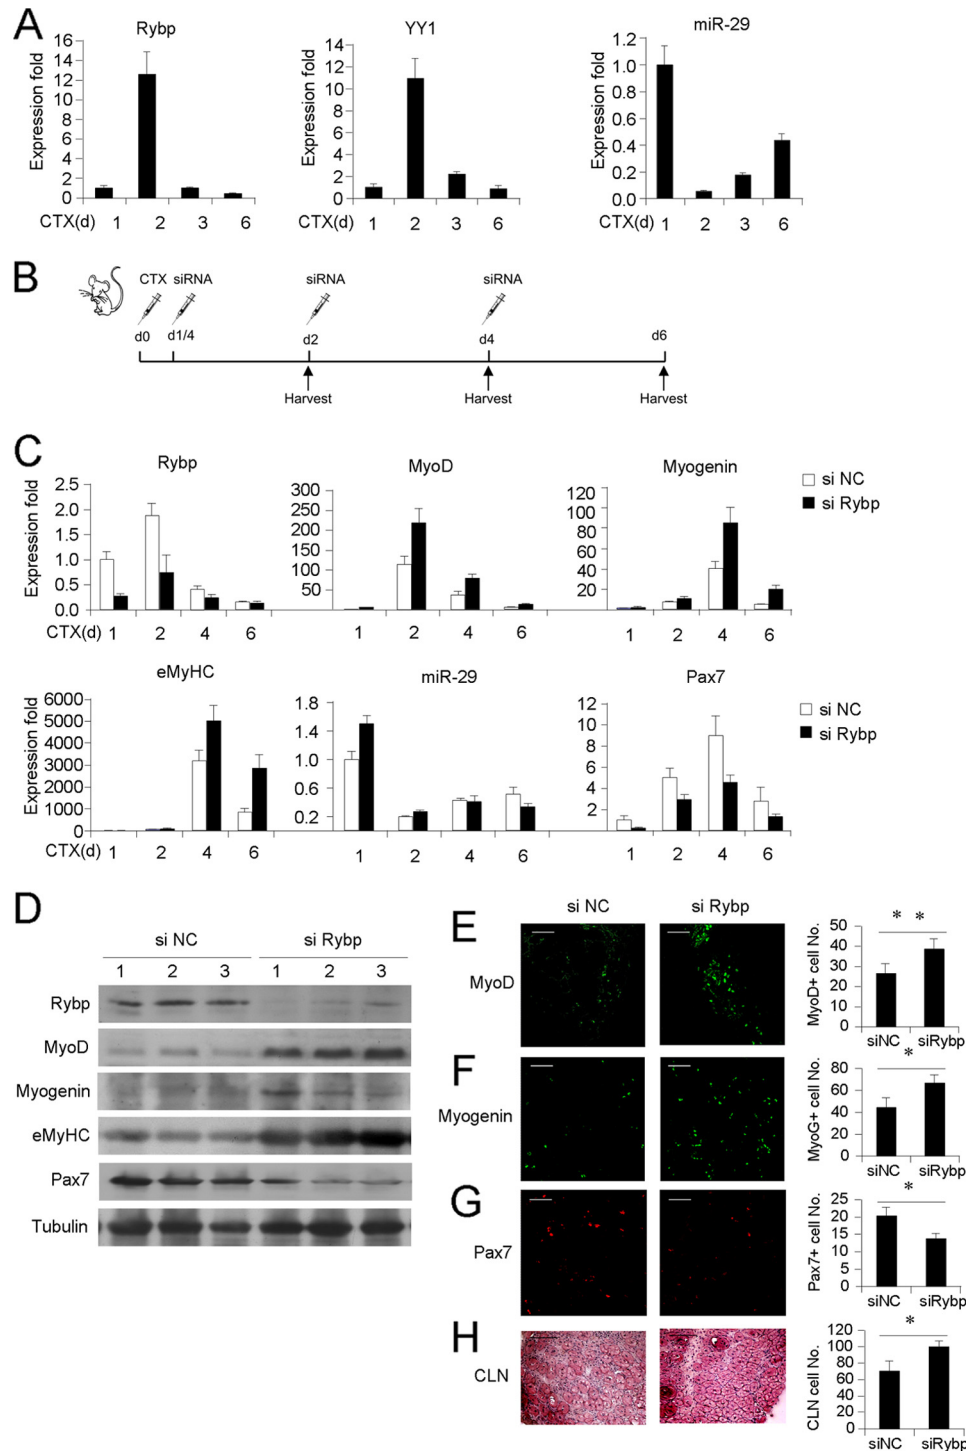 A
Rybp
YY1
miR-29
Expression fold
16
14
12
10
8
6
4
2
0
CTX(d) 1 2 3 6
Expression fold
14
12
10
8
6
4
2
0
CTX(d) 1 2 3 6
Expression fold
1.2
1.0
0.8
0.6
0.4
0.2
0.0
CTX(d) 1 2 3 6
B
CTX siRNA siRNA siRNA
d0 d1/4 d2 d4 d6
Harvest Harvest Harvest
C
Rybp
MyoD
Myogenin
si NC
si Rybp
Expression fold
2.5
2.0
1.5
1.0
0.5
0.0
CTX(d) 1 2 4 6
300
250
200
150
100
50
1 2 4 6
120
100
80
60
40
20
1 2 4 6
eMyHC
miR-29
Pax7
si NC
si Rybp
Expression fold
6000
5000
4000
3000
2000
1000
0
CTX(d) 1 2 4 6
1.8
1.4
1.0
0.6
0.2
1 2 4 6
12
10
8
6
4
2
1 2 4 6
D
si NC si Rybp
1 2 3 1 2 3
Rybp
MyoD
Myogenin
eMyHC
Pax7
Tubulin
si NC si Rybp
E
MyoD
MyoD+ cell No.
50
40
30
20
10
0
* *
siNC siRybp
F
Myogenin
MyoG+ cell No.
80
60
40
20
0
*
siNC siRybp
G
Pax7
Pax7+ cell No.
25
20
15
10
5
0
*
siNC siRybp
H
CLN
CLN cell No.
120
100
80
60
40
20
0
*
siNC siRybp